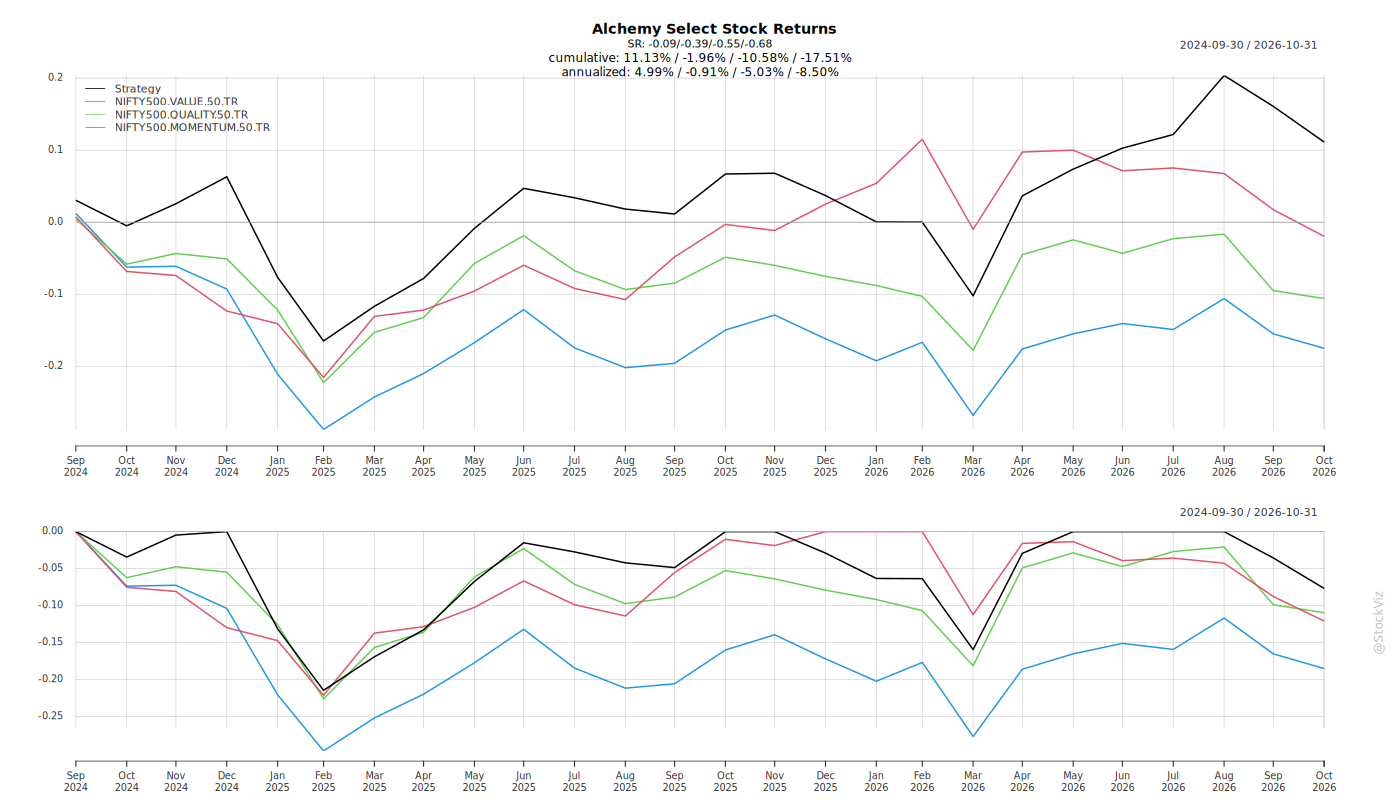 Alchemy Select Stock Returns
SR: -0.09/-0.39/-0.55/-0.68
cumulative: 11.13% / -1.96% / -10.58% / -17.51%
annualized: 4.99% / -0.91% / -5.03% / -8.50%
2024-09-30 / 2026-10-31
Strategy
NIFTY500.VALUE.50.TR
NIFTY500.QUALITY.50.TR
NIFTY500.MOMENTUM.50.TR
0.2
0.1
0.0
-0.1
-0.2
Sep Oct Nov Dec Jan Feb Mar Apr May Jun Jul Aug Sep Oct Nov Dec Jan Feb Mar Apr May Jun Jul Aug Sep Oct
2024 2024 2024 2024 2025 2025 2025 2025 2025 2025 2025 2025 2025 2025 2025 2025 2026 2026 2026 2026 2026 2026 2026 2026 2026 2026
2024-09-30 / 2026-10-31
0.00
-0.05
-0.10
-0.15
-0.20
-0.25
Sep Oct Nov Dec Jan Feb Mar Apr May Jun Jul Aug Sep Oct Nov Dec Jan Feb Mar Apr May Jun Jul Aug Sep Oct
2024 2024 2024 2024 2025 2025 2025 2025 2025 2025 2025 2025 2025 2025 2025 2025 2026 2026 2026 2026 2026 2026 2026 2026 2026 2026
@StockViz